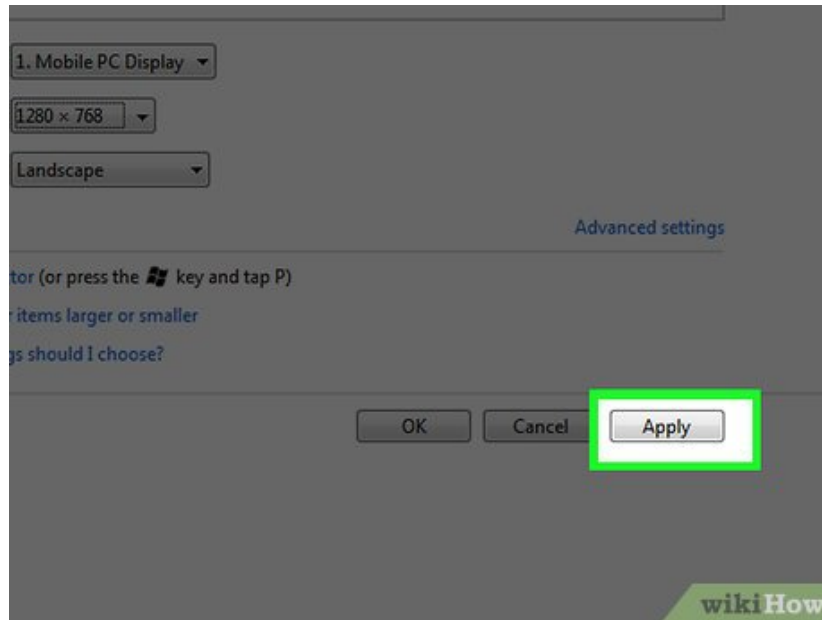 1. Mobile PC Display
1280 × 768
Landscape
Advanced settings
tor (or press the key and tap P)
items larger or smaller
gs should I choose?
OK Cancel Apply
wikiHow